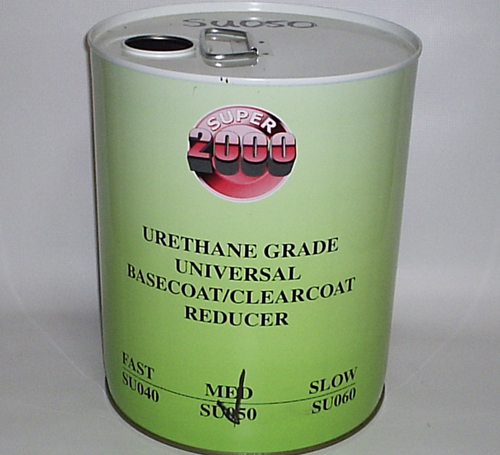 SU050
SUPER
2000
URETHANE GRADE
UNIVERSAL
BASECOAT/CLEARCOAT
REDUCER
FAST MED SLOW
SU040 SU050 SU060